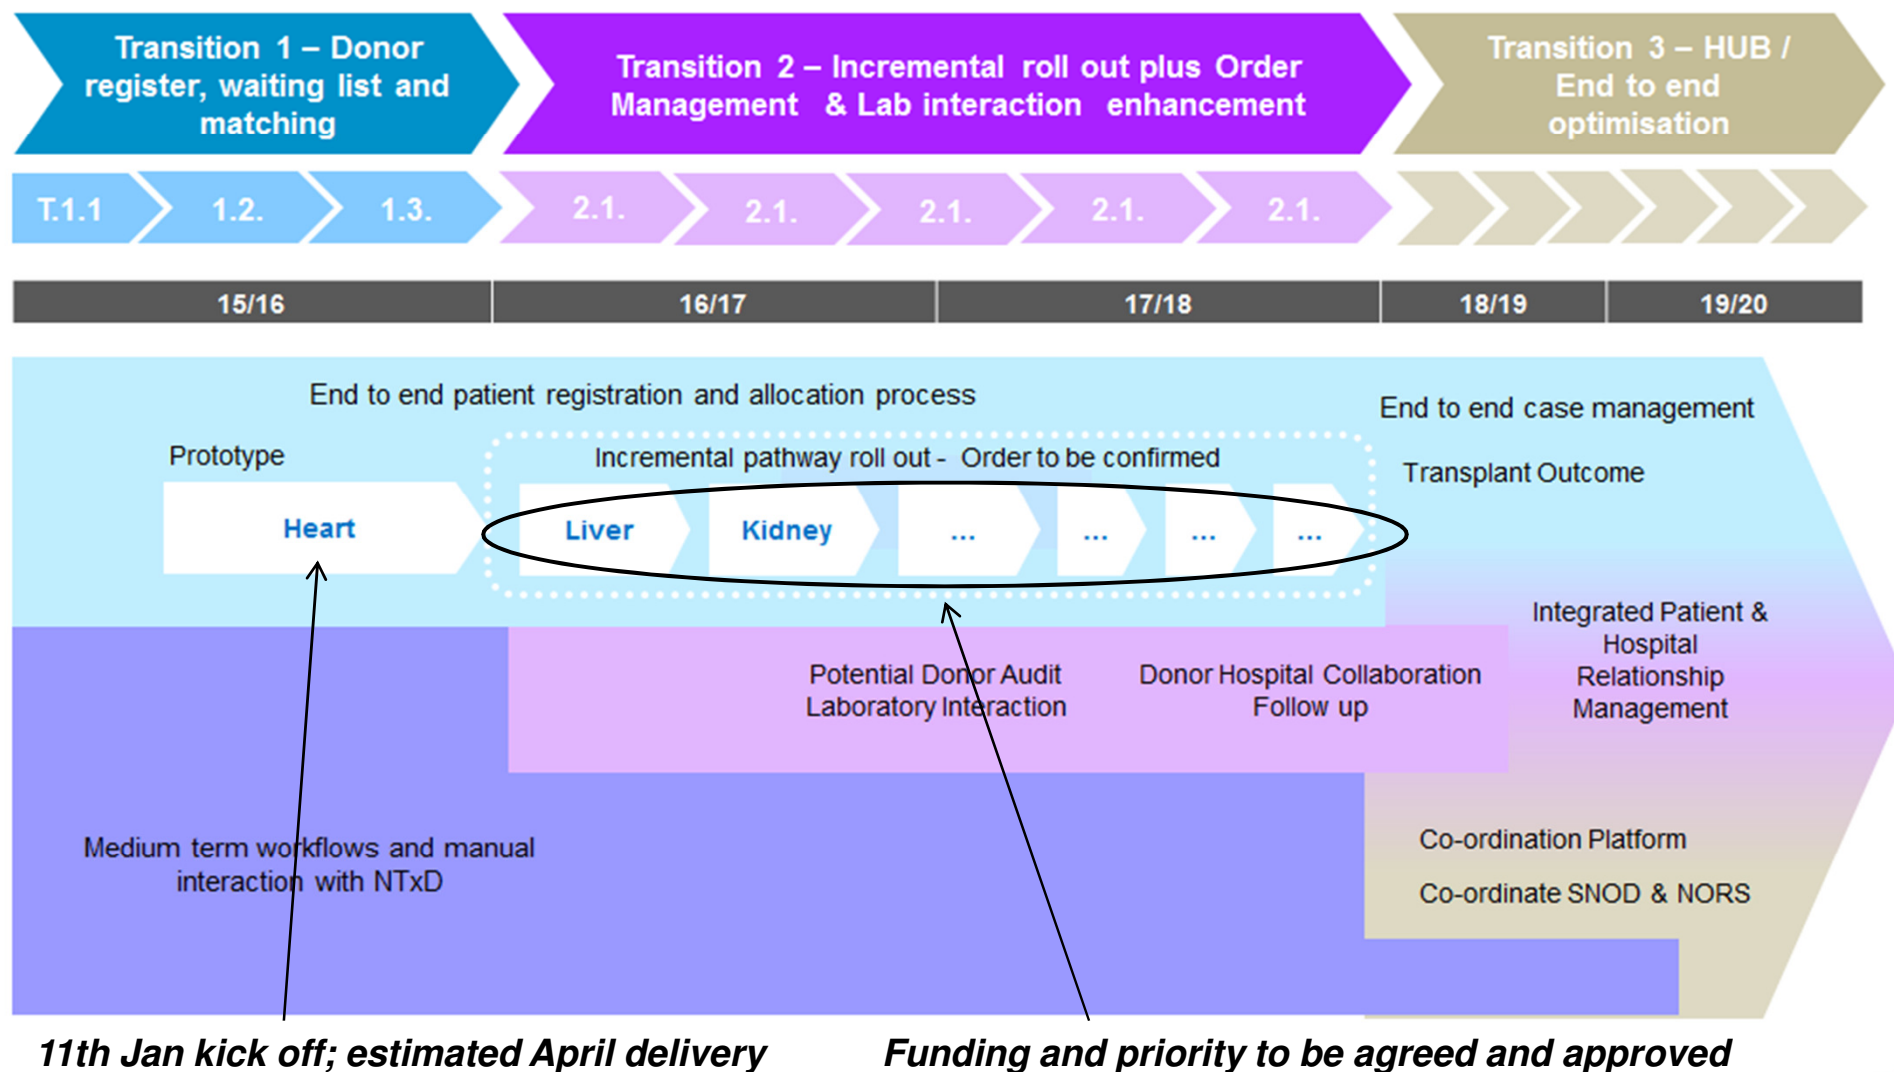 Transition 1 – Donor
register, waiting list and
matching
Transition 2 – Incremental roll out plus Order
Management & Lab interaction enhancement
Transition 3 – HUB /
End to end
optimisation
T.1.1
1.2.
1.3.
2.1.
2.1.
2.1.
2.1.
2.1.
15/16
16/17
17/18
18/19
19/20
End to end patient registration and allocation process
End to end case management
Prototype
Incremental pathway roll out - Order to be confirmed
Transplant Outcome
Heart
Liver
Kidney
...
...
...
...
Integrated Patient &
Hospital
Relationship
Management
Potential Donor Audit
Laboratory Interaction
Donor Hospital Collaboration
Follow up
Medium term workflows and manual
interaction with NTxD
Co-ordination Platform
Co-ordinate SNOD & NORS
11th Jan kick off; estimated April delivery
Funding and priority to be agreed and approved